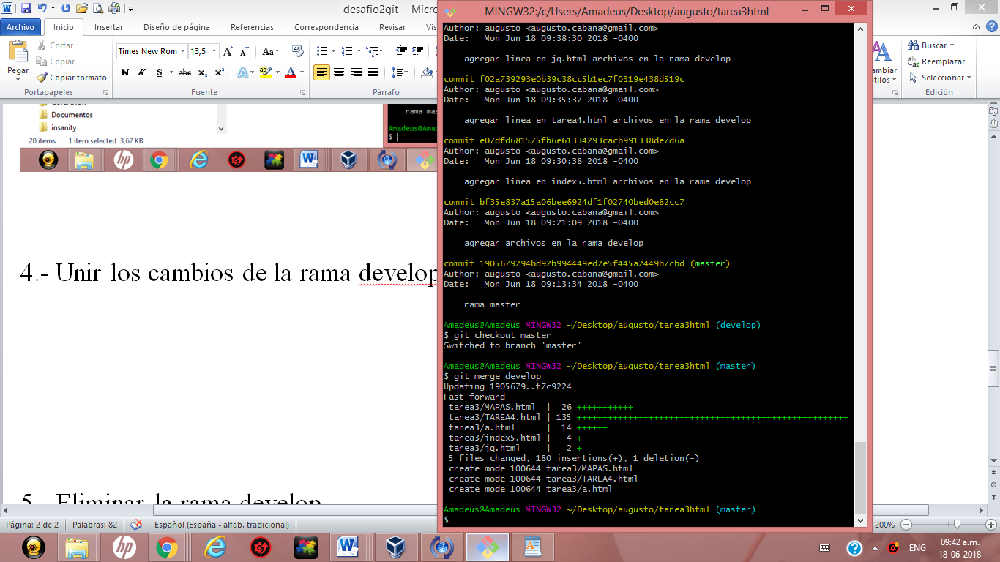 desafio2git - Micros
MINGW32:/c/Users/Amadeus/Desktop/augusto/tarea3html
Archivo
Inicio
Insertar
Diseño de página
Referencias
Correspondencia
Revisar
Cortar
Copiar
Copiar formato
Pegar
Portapapeles
Times New Rom
13,5
Fuente
Párrafo
Buscar
Reemplazar
Seleccionar
Edición
Documentos
insanity
20 items 1 item selected 3,67 KB
rama mas
Amadeus@Ama
$
4.- Unir los cambios de la rama develop
5.- Eliminar la rama develop
Author: augusto <augusto.cabana@gmail.com>
Date:   Mon Jun 18 09:38:30 2018 -0400
agregar linea en jq.html archivos en la rama develop
commit f02a739293e0b39c38cc5b1ec7f0319e438d519c
Author: augusto <augusto.cabana@gmail.com>
Date:   Mon Jun 18 09:35:37 2018 -0400
agregar linea en tarea4.html archivos en la rama develop
commit e07dfd681575fb6e61334293cacb991338de7d6a
Author: augusto <augusto.cabana@gmail.com>
Date:   Mon Jun 18 09:30:38 2018 -0400
agregar linea en index5.html archivos en la rama develop
commit bf35e837a15a06bee6924df1f02740bed0e82cc7
Author: augusto <augusto.cabana@gmail.com>
Date:   Mon Jun 18 09:21:09 2018 -0400
agregar archivos en la rama develop
commit 1905679294bd92b994449ed2e5f445a2449b7cbd (master)
Author: augusto <augusto.cabana@gmail.com>
Date:   Mon Jun 18 09:13:34 2018 -0400
rama master
Amadeus@Amadeus MINGW32 ~/Desktop/augusto/tarea3html (develop)
$ git checkout master
Switched to branch 'master'
Amadeus@Amadeus MINGW32 ~/Desktop/augusto/tarea3html (master)
$ git merge develop
Updating 1905679..f7c9224
Fast-forward
tarea3/MAPAS.html  |  26 +++++++++++
tarea3/TAREA4.html | 135 +++++++++++++++++++++++++++++++++++++++++++++++++++++
tarea3/a.html      |  14 ++++++
tarea3/index5.html |   4 +-
tarea3/jq.html     |   2 +
5 files changed, 180 insertions(+), 1 deletion(-)
create mode 100644 tarea3/MAPAS.html
create mode 100644 tarea3/TAREA4.html
create mode 100644 tarea3/a.html
Amadeus@Amadeus MINGW32 ~/Desktop/augusto/tarea3html (master)
$
Página: 2 de 2
Palabras: 82
Español (España - alfab. tradicional)
200%
ENG
09:42 a.m.
18-06-2018